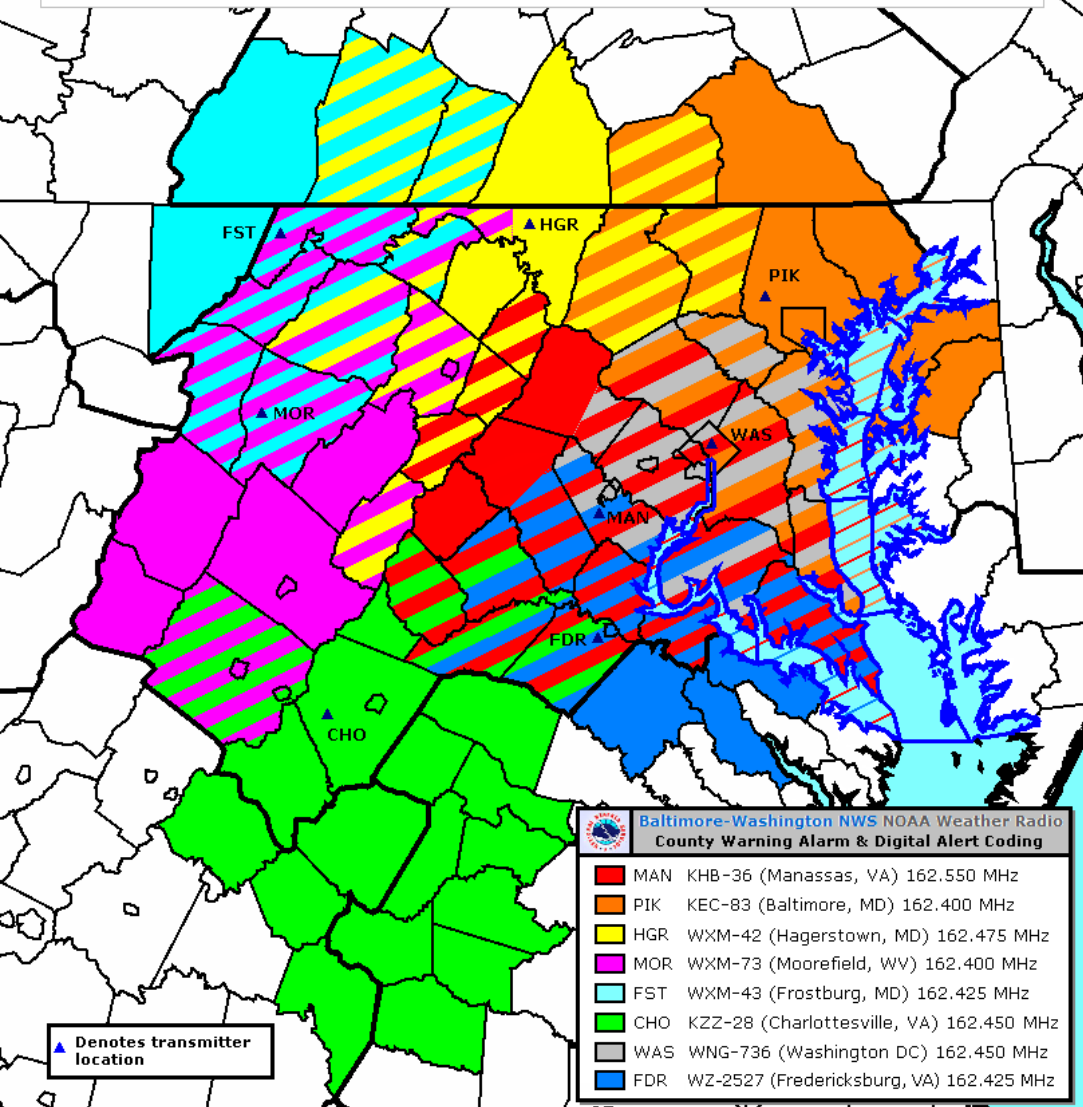 FST
HGR
PIK
MOR
WAS
MAN
FDR
CHO
Baltimore-Washington NWS NOAA Weather Radio
County Warning Alarm & Digital Alert Coding
MAN KHB-36 (Manassas, VA) 162.550 MHz
PIK KEC-83 (Baltimore, MD) 162.400 MHz
HGR WXM-42 (Hagerstown, MD) 162.475 MHz
MOR WXM-73 (Moorefield, WV) 162.400 MHz
FST WXM-43 (Frostburg, MD) 162.425 MHz
CHO KZZ-28 (Charlottesville, VA) 162.450 MHz
WAS WNG-736 (Washington DC) 162.450 MHz
FDR WZ-2527 (Fredericksburg, VA) 162.425 MHz
Denotes transmitter
location